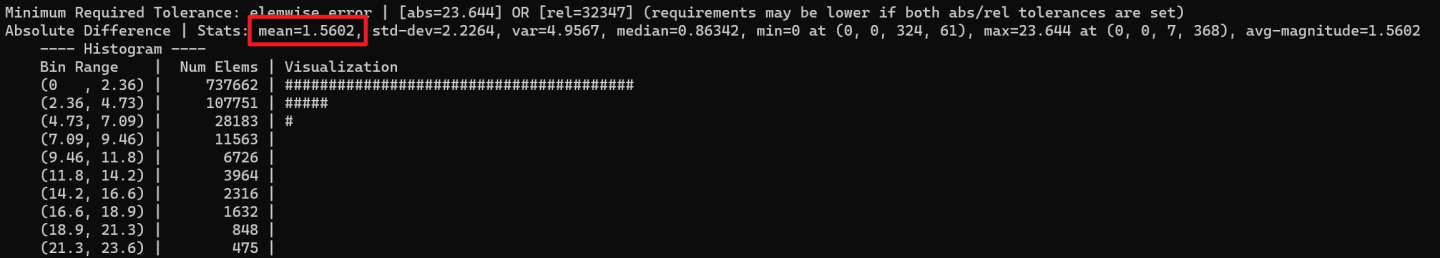 Minimum Required Tolerance: elemwise error | [abs=23.644] OR [rel=32347] (requirements may be lower if both abs/rel tolerances are set)
Absolute Difference | Stats: mean=1.5602, std-dev=2.2264, var=4.9567, median=0.86342, min=0 at (0, 0, 324, 61), max=23.644 at (0, 0, 7, 368), avg-magnitude=1.5602
---- Histogram ----
Bin Range | Num Elems | Visualization
(0 , 2.36) | 737662 | ########################################
(2.36, 4.73) | 107751 | #####
(4.73, 7.09) | 28183 | #
(7.09, 9.46) | 11563 |
(9.46, 11.8) | 6726 |
(11.8, 14.2) | 3964 |
(14.2, 16.6) | 2316 |
(16.6, 18.9) | 1632 |
(18.9, 21.3) | 848 |
(21.3, 23.6) | 475 |